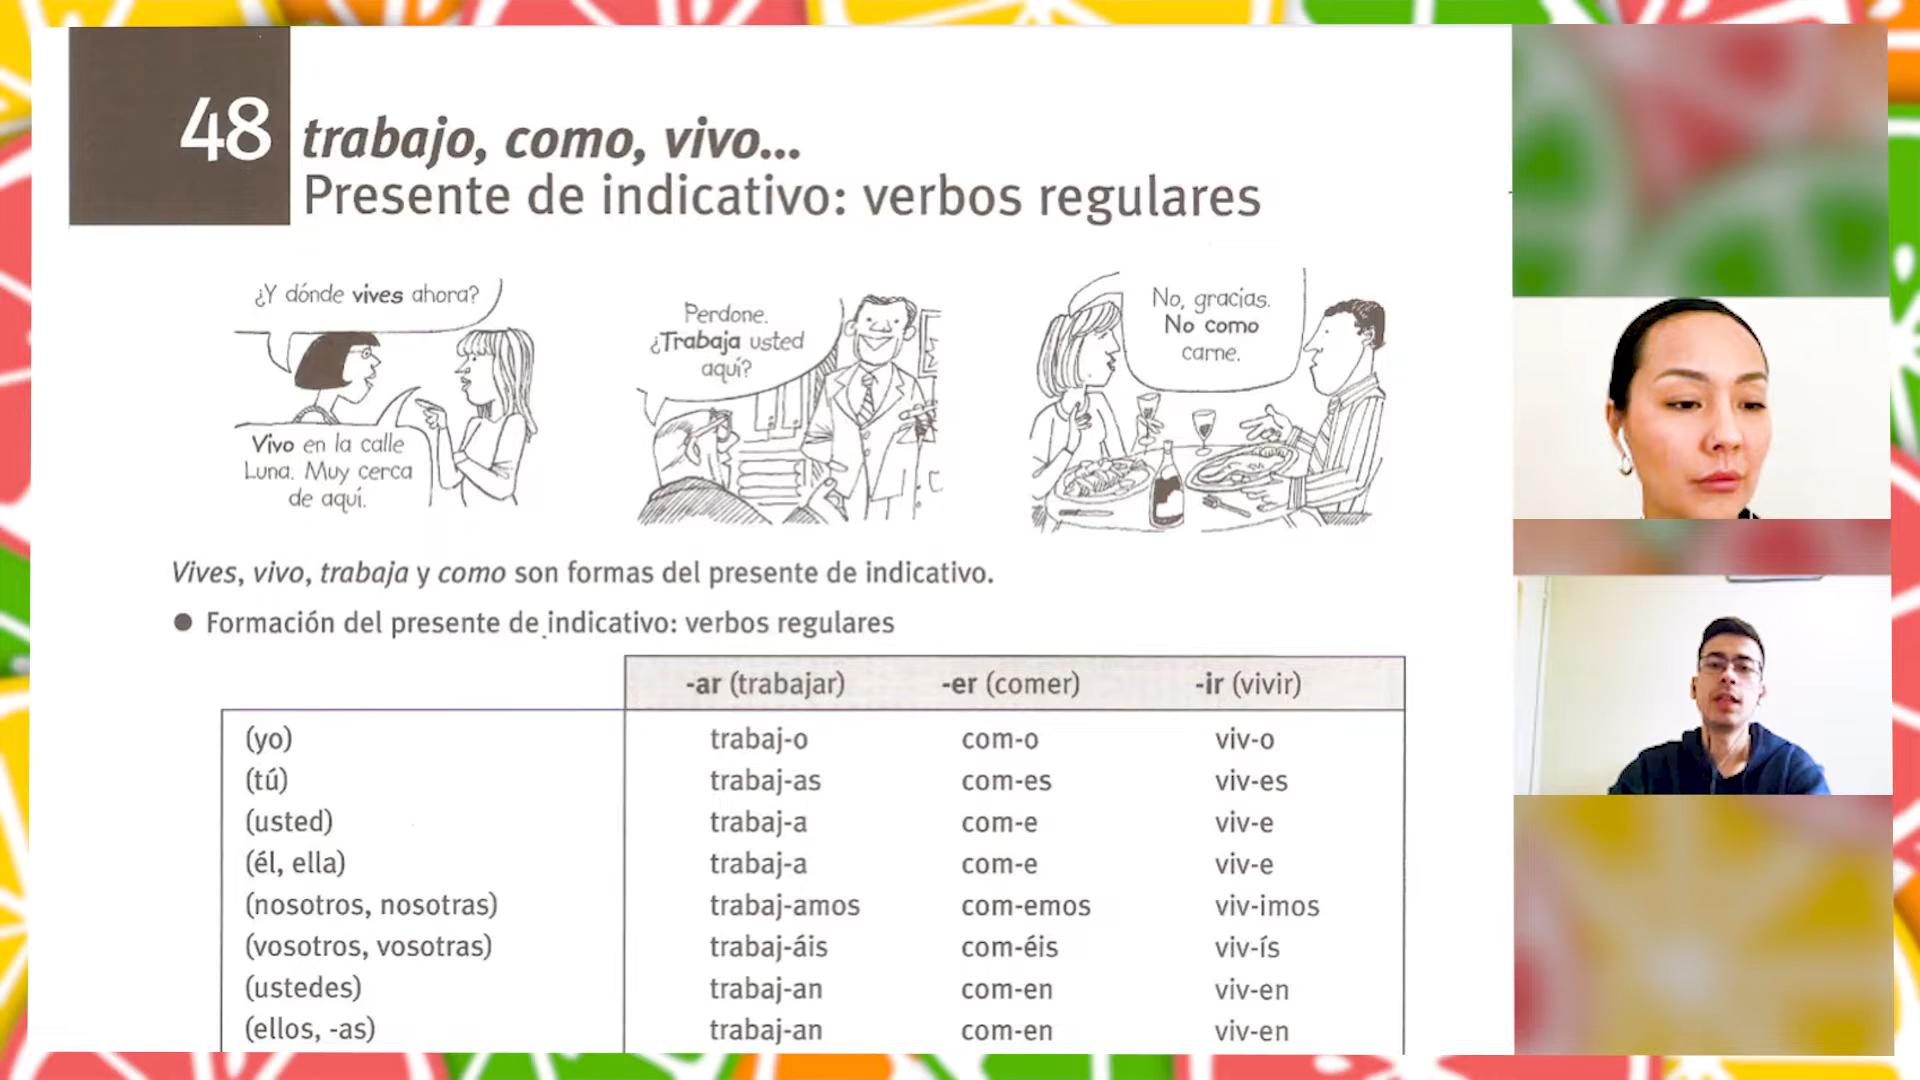 48
trabajo, como, vivo...
Presente de indicativo: verbos regulares
¿Y dónde vives ahora?
Vivo en la calle
Luna. Muy cerca
de aquí.
Perdone.
¿Trabaja usted
aquí?
No, gracias.
No como
carne.
Vives, vivo, trabaja y como son formas del presente de indicativo.
● Formación del presente de indicativo: verbos regulares
-ar (trabajar) -er (comer) -ir (vivir)
(yo) trabaj-o com-o viv-o
(tú) trabaj-as com-es viv-es
(usted) trabaj-a com-e viv-e
(él, ella) trabaj-a com-e viv-e
(nosotros, nosotras) trabaj-amos com-emos viv-imos
(vosotros, vosotras) trabaj-áis com-éis viv-ís
(ustedes) trabaj-an com-en viv-en
(ellos, -as) trabaj-an com-en viv-en